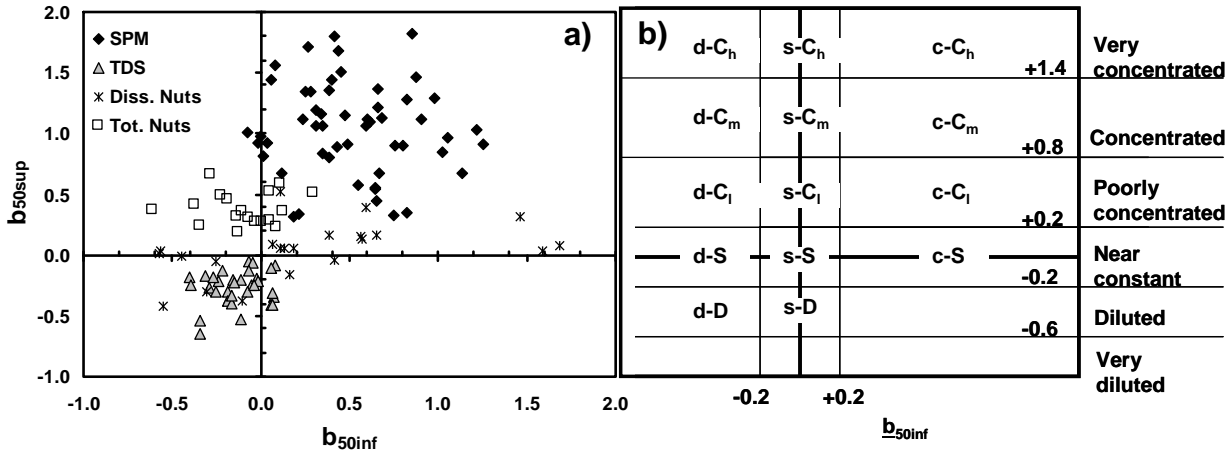 a)
SPM
TDS
Diss. Nuts
Tot. Nuts
2.0
1.5
1.0
0.5
0.0
-0.5
-1.0
b50sup
-1.0
-0.5
0.0
0.5
1.0
1.5
2.0
b50inf
b)
d-Ch s-Ch c-Ch
+1.4
Very
concentrated
d-Cm s-Cm c-Cm
+0.8
Concentrated
d-Cl s-Cl c-Cl
+0.2
Poorly
concentrated
d-S s-S c-S
-0.2
Near
constant
d-D s-D
-0.6
Diluted
Very
diluted
-0.2 +0.2
b50inf